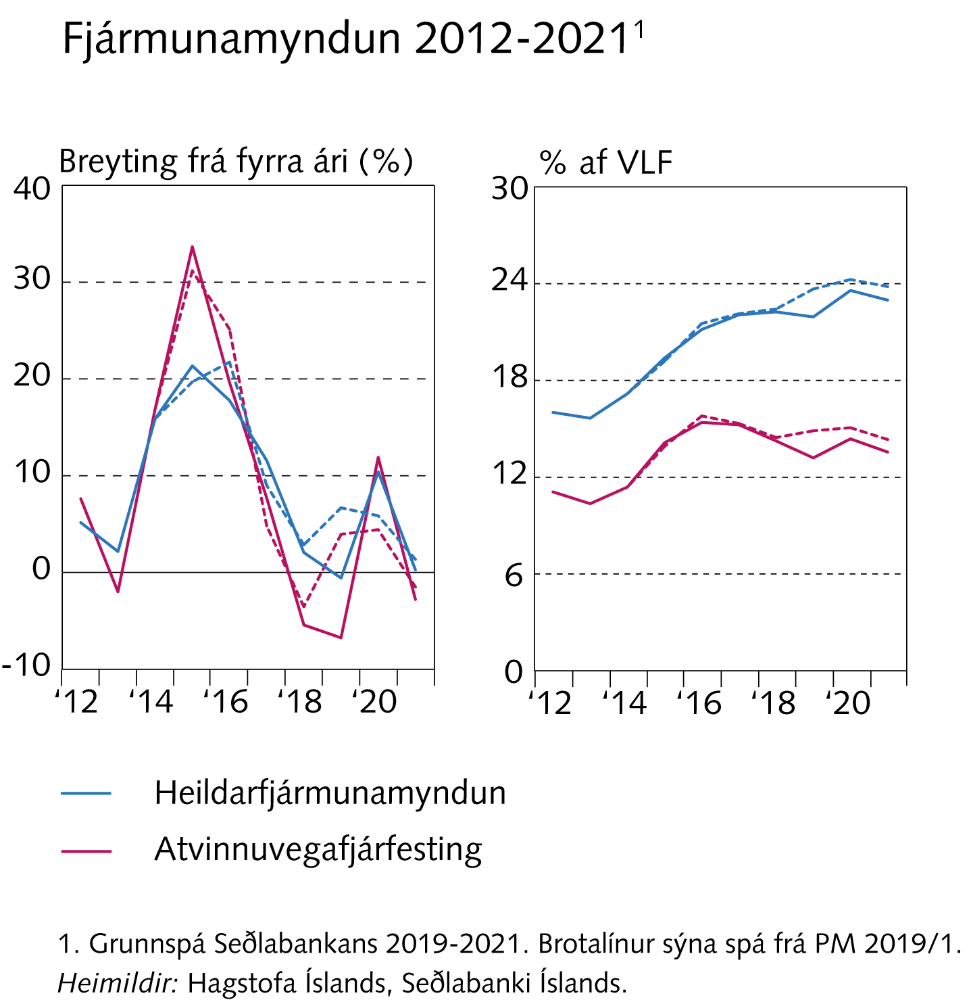 Fjármunamyndun 2012-2021¹
Breyting frá fyrra ári (%)
40
30
20
10
0
-10
‘12 ‘14 ‘16 ‘18 ‘20
% af VLF
30
24
18
12
6
0
‘12 ‘14 ‘16 ‘18 ‘20
Heildarfjármunamyndun
Atvinnuvegafjárfesting
1. Grunnspá Seðlabankans 2019-2021. Brotalínur sýna spá frá PM 2019/1.
Heimildir: Hagstofa Íslands, Seðlabanki Íslands.